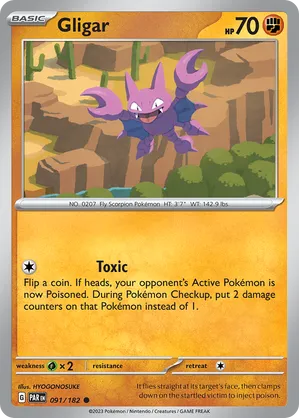 BASIC
Gligar
HP 70
NO. 0207 Fly Scorpion Pokémon HT: 3'7" WT: 142.9 lbs
Toxic
Flip a coin. If heads, your opponent's Active Pokémon is
now Poisoned. During Pokémon Checkup, put 2 damage
counters on that Pokémon instead of 1.
weakness ×2 resistance retreat
Illus. HYOGONOSUKE
G PAR EN 091/182
It flies straight at its target's face, then clamps
down on the startled victim to inject poison.
©2023 Pokémon / Nintendo / Creatures / GAME FREAK